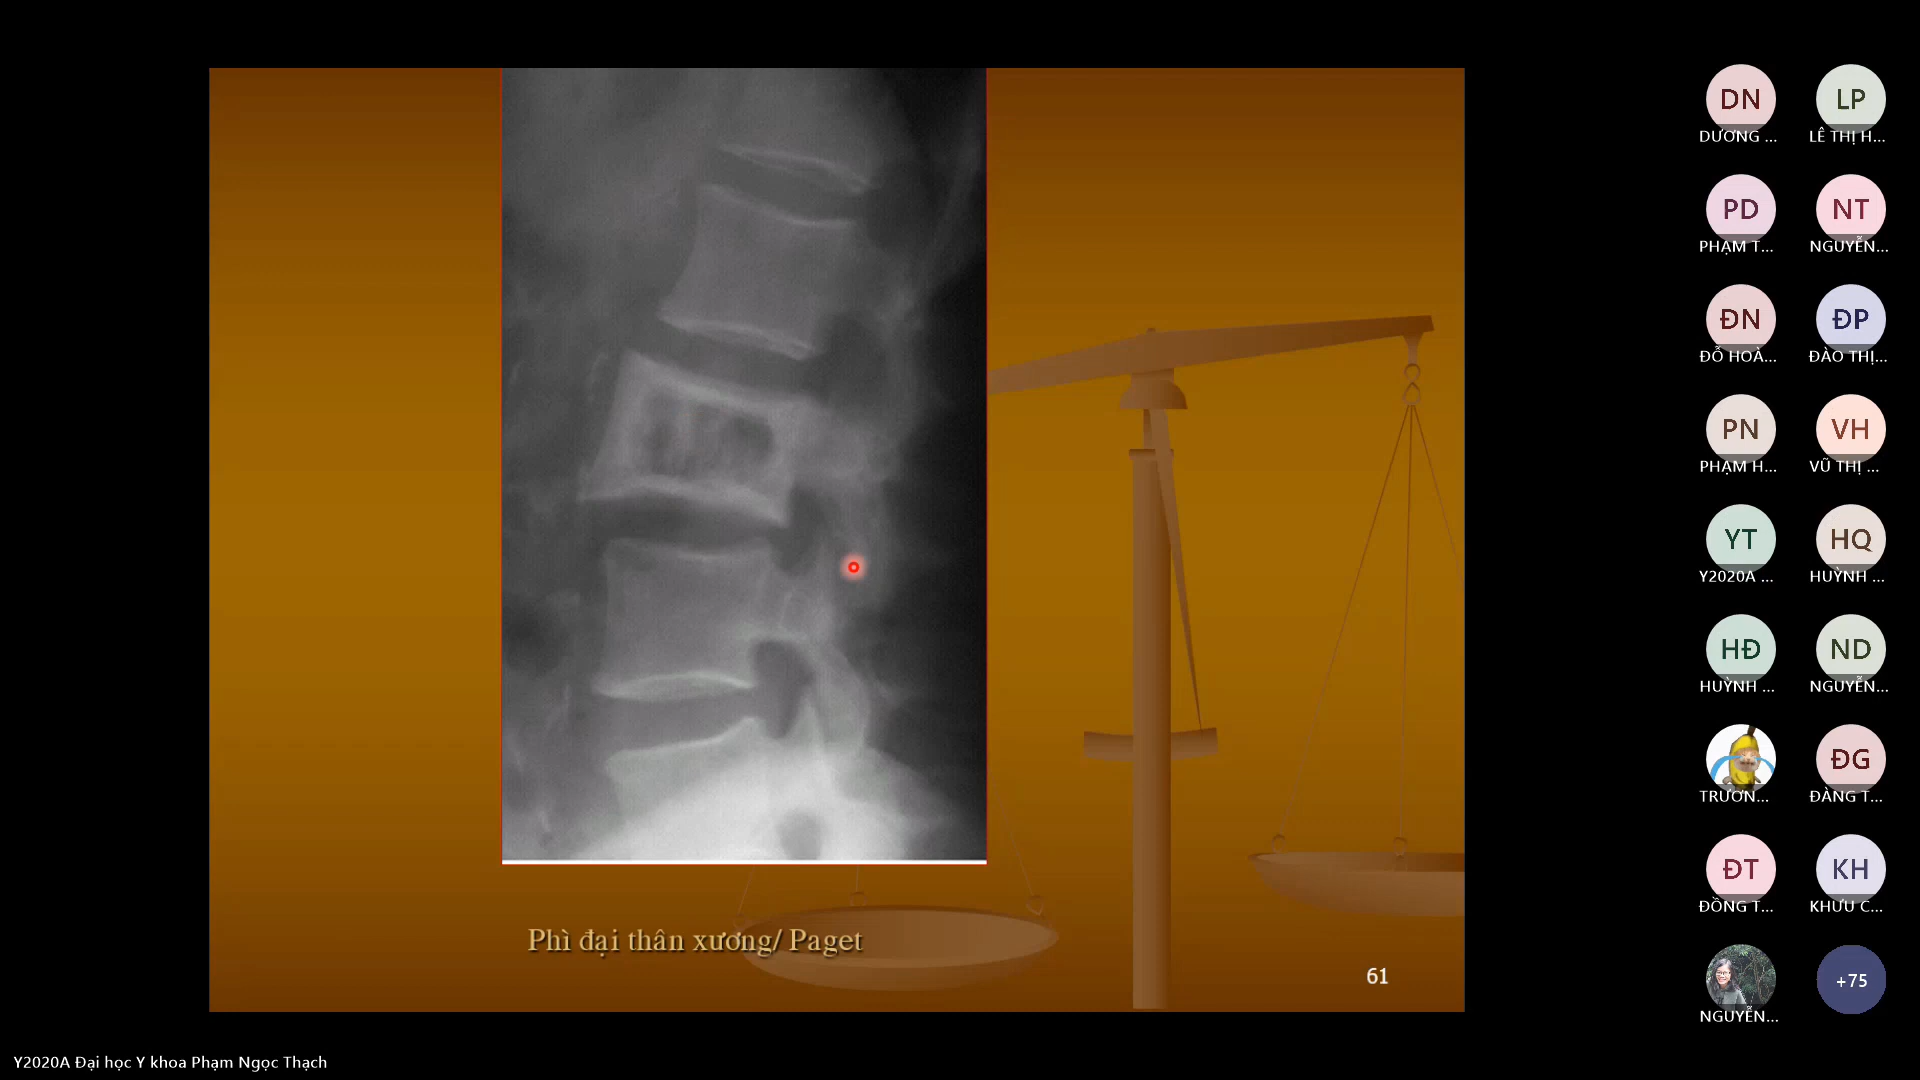 DN
LP
DƯƠNG ...
LÊ THỊ H...
PD
NT
PHẠM T...
NGUYỄN...
ĐN
ĐP
ĐỖ HOÀ...
ĐÀO THỊ...
PN
VH
PHẠM H...
VŨ THỊ ...
YT
HQ
Y2020A ...
HUỲNH ...
HĐ
ND
HUỲNH ...
NGUYỄN...
ĐG
TRƯƠN...
ĐÀNG T...
ĐT
KH
ĐỒNG T...
KHƯU C...
+75
NGUYỄN...
Phì đại thân xương/ Paget
61
Y2020A Đại học Y khoa Phạm Ngọc Thạch